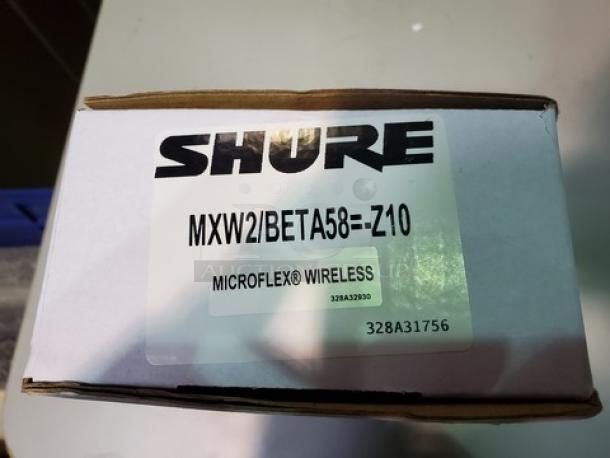 SHURE
MXW2/BETA58=-Z10
MICROFLEX® WIRELESS
328A32930
328A31756